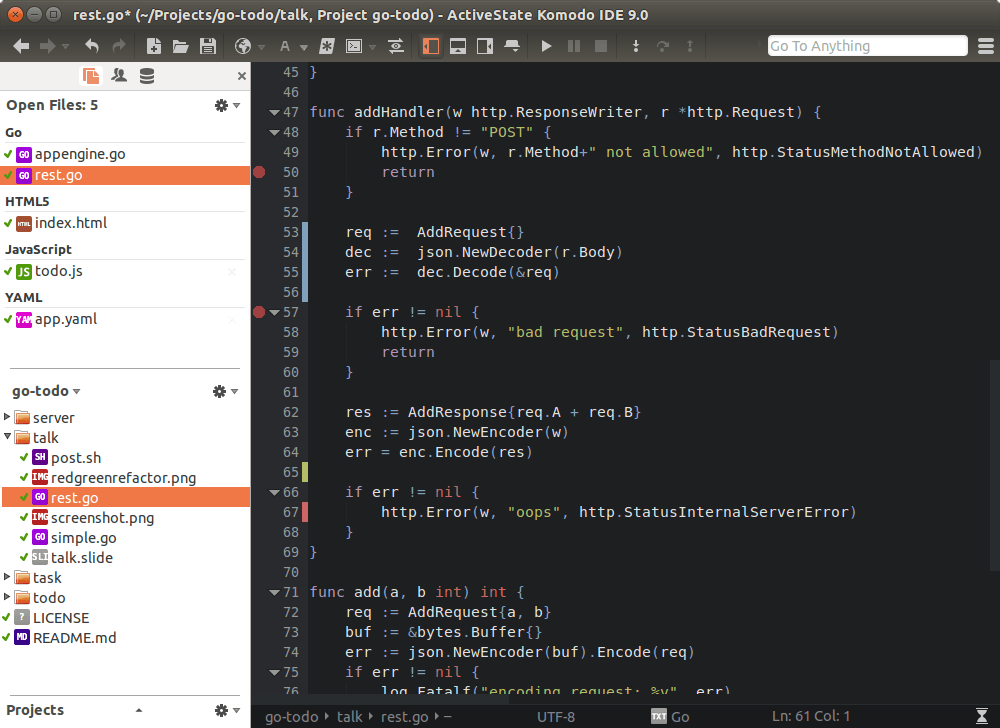 rest.go* (~/Projects/go-todo/talk, Project go-todo) - ActiveState Komodo IDE 9.0
Go To Anything
Open Files: 5
Go
GO appengine.go
GO rest.go
HTML5
HTML index.html
JavaScript
JS todo.js
YAML
YAM app.yaml
go-todo
server
talk
SH post.sh
IMG redgreenrefactor.png
GO rest.go
IMG screenshot.png
GO simple.go
SLI talk.slide
task
todo
? LICENSE
MD README.md
Projects
45 }
46
47 func addHandler(w http.ResponseWriter, r *http.Request) {
48     if r.Method != "POST" {
49         http.Error(w, r.Method+" not allowed", http.StatusMethodNotAllowed)
50         return
51     }
52
53     req :=  AddRequest{}
54     dec :=  json.NewDecoder(r.Body)
55     err :=  dec.Decode(&req)
56
57     if err != nil {
58         http.Error(w, "bad request", http.StatusBadRequest)
59         return
60     }
61
62     res := AddResponse{req.A + req.B}
63     enc := json.NewEncoder(w)
64     err = enc.Encode(res)
65
66     if err != nil {
67         http.Error(w, "oops", http.StatusInternalServerError)
68     }
69 }
70
71 func add(a, b int) int {
72     req := AddRequest{a, b}
73     buf := &bytes.Buffer{}
74     err := json.NewEncoder(buf).Encode(req)
75     if err != nil {
76         log.Fatalf("encoding request: %v", err)
go-todo talk rest.go – UTF-8 TXT Go Ln: 61 Col: 1